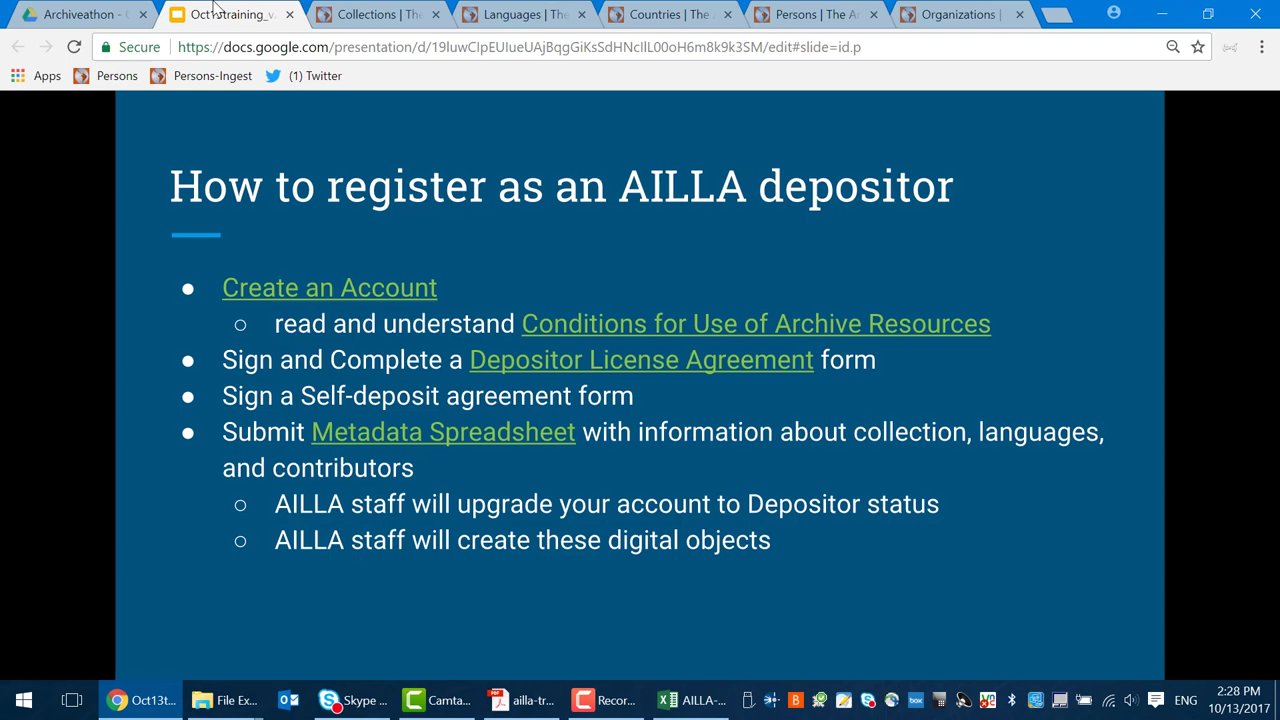 Archiveathon - G
Oct13training_v
Collections | The
Languages | The
Countries | The A
Persons | The Ar
Organizations |
Secure
https://docs.google.com/presentation/d/19luwCIpEUIueUAjBqgGiKsSdHNcILL00oH6m8k9k3SM/edit#slide=id.p
Apps Persons Persons-Ingest (1) Twitter
How to register as an AILLA depositor
● Create an Account
○ read and understand Conditions for Use of Archive Resources
● Sign and Complete a Depositor License Agreement form
● Sign a Self-deposit agreement form
● Submit Metadata Spreadsheet with information about collection, languages,
and contributors
○ AILLA staff will upgrade your account to Depositor status
○ AILLA staff will create these digital objects
Oct13t...
File Ex...
Skype ...
Camta...
ailla-tr...
Recor...
AILLA-...
ENG
2:28 PM
10/13/2017